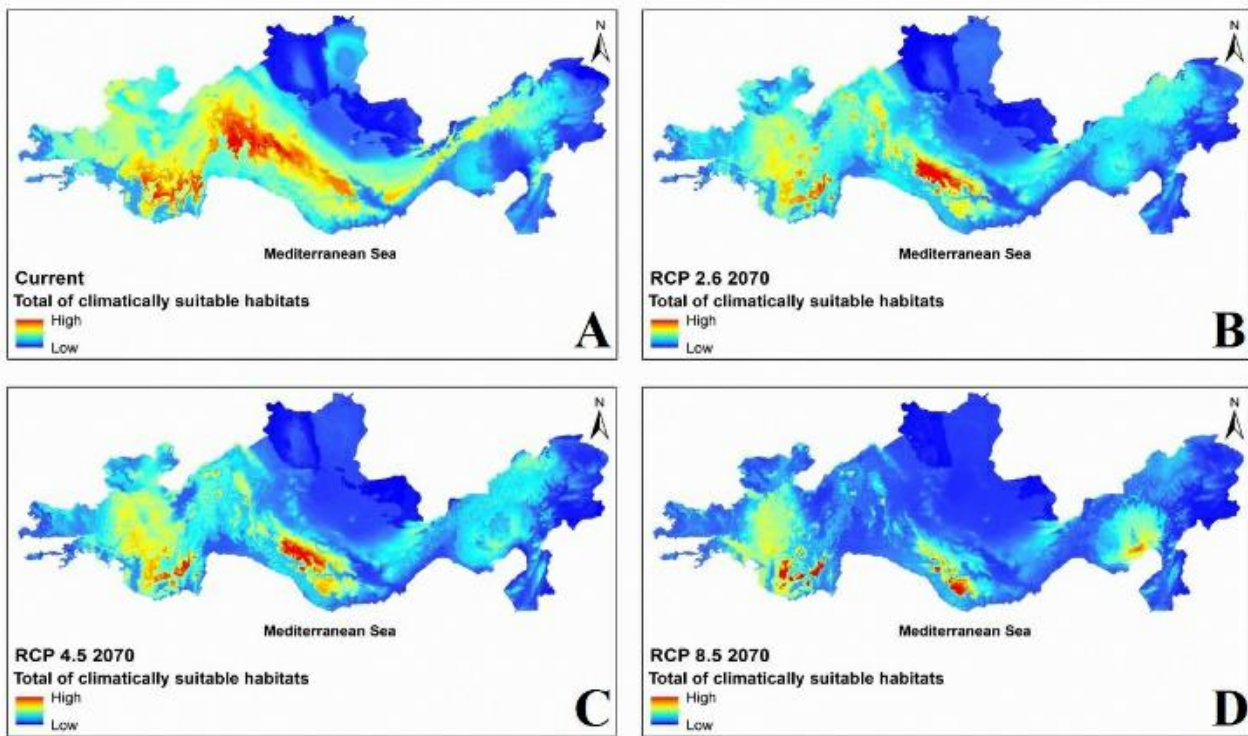 N
Mediterranean Sea
Current
Total of climatically suitable habitats
High
Low
A
N
Mediterranean Sea
RCP 2.6 2070
Total of climatically suitable habitats
High
Low
B
N
Mediterranean Sea
RCP 4.5 2070
Total of climatically suitable habitats
High
Low
C
N
Mediterranean Sea
RCP 8.5 2070
Total of climatically suitable habitats
High
Low
D